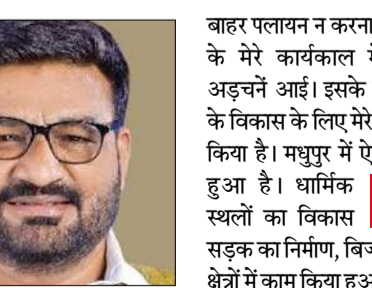 बाहर पलायन न करना
के मेरे कार्यकाल
अड़चनें आई। इसके
के विकास के लिए मेरे
किया है। मधुपुर में
हुआ है। धार्मिक
स्थलों का विकास
सड़क का निर्माण,
क्षेत्रों में काम किया